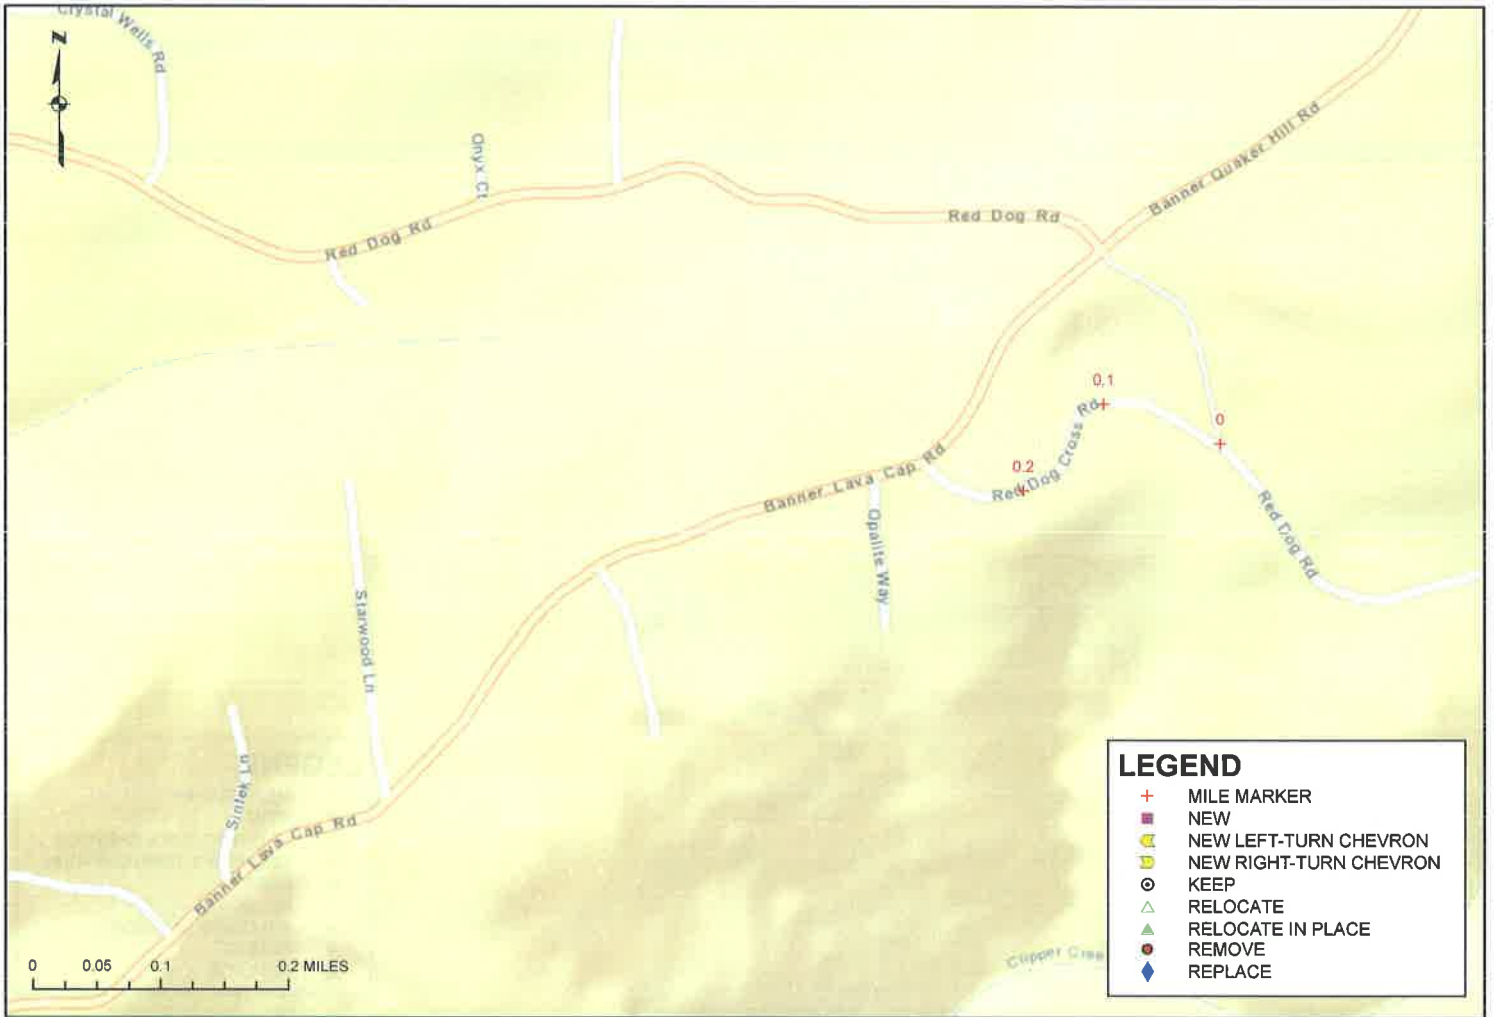 Crystal Wells Rd
N
Onyx Ct
Red Dog Rd
Red Dog Rd
Banner Quaker Hill Rd
0.1
0
Red Dog Cross Rd
0.2
Banner Lava Cap Rd
Opalite Way
Red Dog Rd
Starwood Ln
Sintek Ln
Banner Lava Cap Rd
0 0.05 0.1 0.2 MILES
Clipper Cree
LEGEND
MILE MARKER
NEW
NEW LEFT-TURN CHEVRON
NEW RIGHT-TURN CHEVRON
KEEP
RELOCATE
RELOCATE IN PLACE
REMOVE
REPLACE